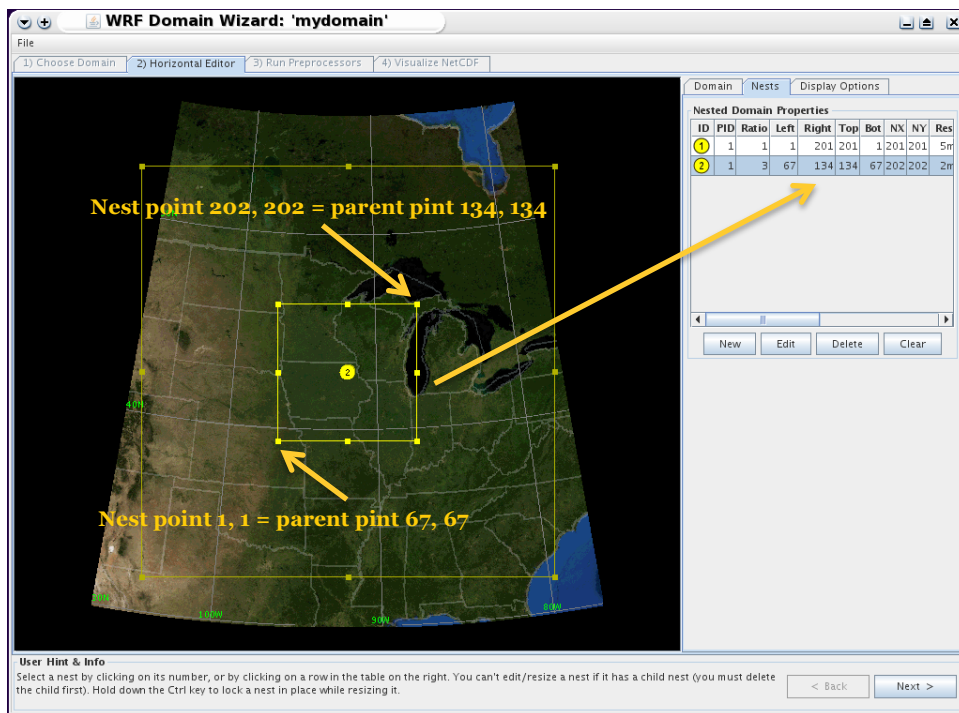 WRF Domain Wizard: 'mydomain'
File
1) Choose Domain 2) Horizontal Editor 3) Run Preprocessors 4) Visualize NetCDF
Domain Nests Display Options
Nested Domain Properties
ID PID Ratio Left Right Top Bot NX NY Res
1 1 1 1 201 201 1 201 201 5m
2 1 3 67 134 134 67 202 202 2m
Nest point 202, 202 = parent pint 134, 134
2
New Edit Delete Clear
40N
Nest point 1, 1 = parent pint 67, 67
100W
90W
80W
User Hint & Info
Select a nest by clicking on its number, or by clicking on a row in the table on the right. You can't edit/resize a nest if it has a child nest (you must delete
the child first). Hold down the Ctrl key to lock a nest in place while resizing it.
< Back Next >